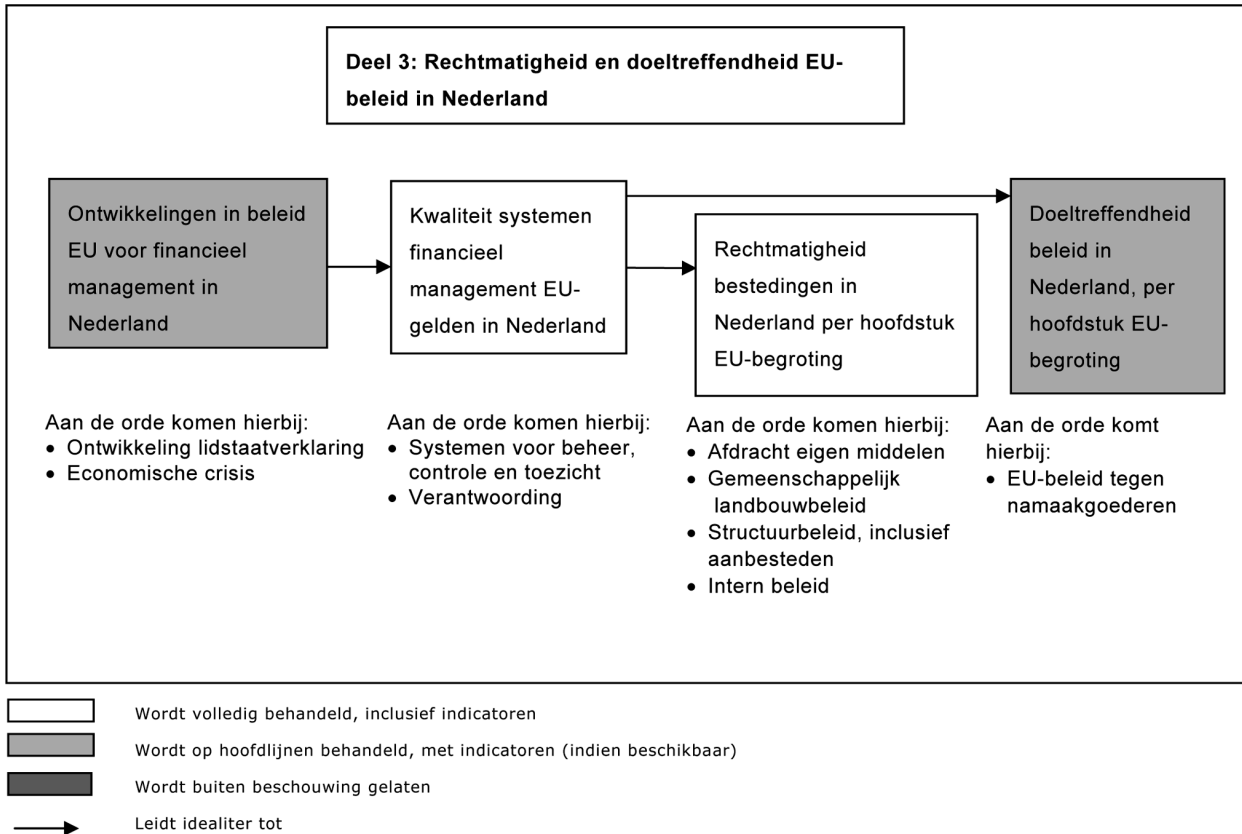 Deel 3: Rechtmatigheid en doeltreffendheid EU-
beleid in Nederland
Ontwikkelingen in beleid
EU voor financieel
management in
Nederland
Kwaliteit systemen
financieel
management EU-
gelden in Nederland
Rechtmatigheid
bestedingen in
Nederland per hoofdstuk
EU-begroting
Doeltreffendheid
beleid in
Nederland, per
hoofdstuk EU-
begroting
Aan de orde komen hierbij:
• Ontwikkeling lidstaatverklaring
• Economische crisis
Aan de orde komen hierbij:
• Systemen voor beheer,
controle en toezicht
• Verantwoording
Aan de orde komen hierbij:
• Afdracht eigen middelen
• Gemeenschappelijk
landbouwbeleid
• Structuurbeleid, inclusief
aanbesteden
• Intern beleid
Aan de orde komt
hierbij:
• EU-beleid tegen
namaakgoederen
Wordt volledig behandeld, inclusief indicatoren
Wordt op hoofdlijnen behandeld, met indicatoren (indien beschikbaar)
Wordt buiten beschouwing gelaten
Leidt idealiter tot